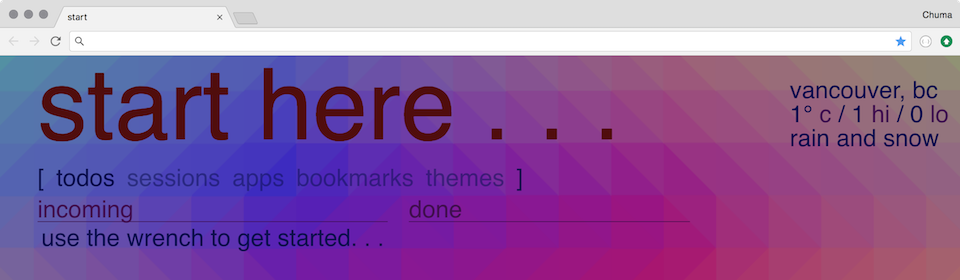 start
Chuma
start here . . .
vancouver, bc
1° c / 1 hi / 0 lo
rain and snow
[ todos sessions apps bookmarks themes ]
incoming
done
use the wrench to get started. . .